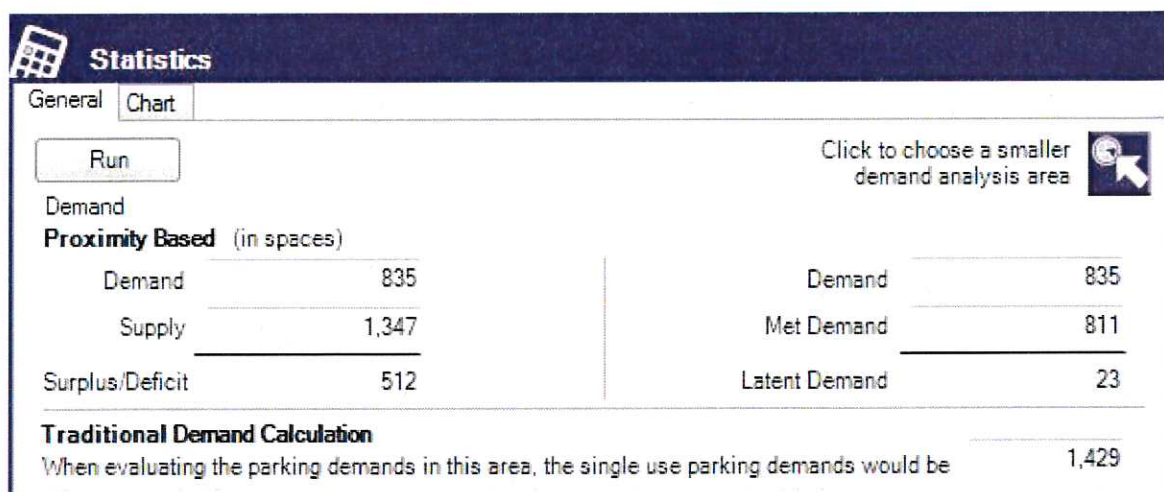 Statistics
General Chart
Run
Click to choose a smaller
demand analysis area
Demand
Proximity Based (in spaces)
Demand 835
Supply 1,347
Surplus/Deficit 512
Demand 835
Met Demand 811
Latent Demand 23
Traditional Demand Calculation
When evaluating the parking demands in this area, the single use parking demands would be 1,429